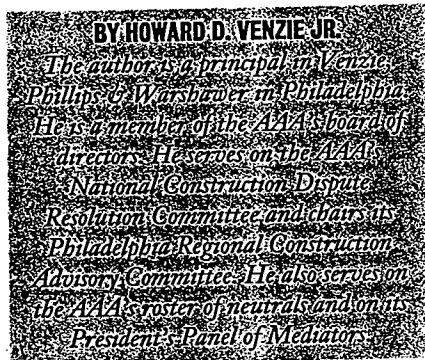 BY HOWARD D. VENZIE JR.
The author is a principal in Venzie,
Phillips & Warshawer in Philadelphia.
He is a member of the AAA's board of
directors. He serves on the AAA's
National Construction Dispute
Resolution Committee and chairs its
Philadelphia Regional Construction
Advisory Committee. He also serves on
the AAA's roster of neutrals and on its
President's Panel of Mediators.